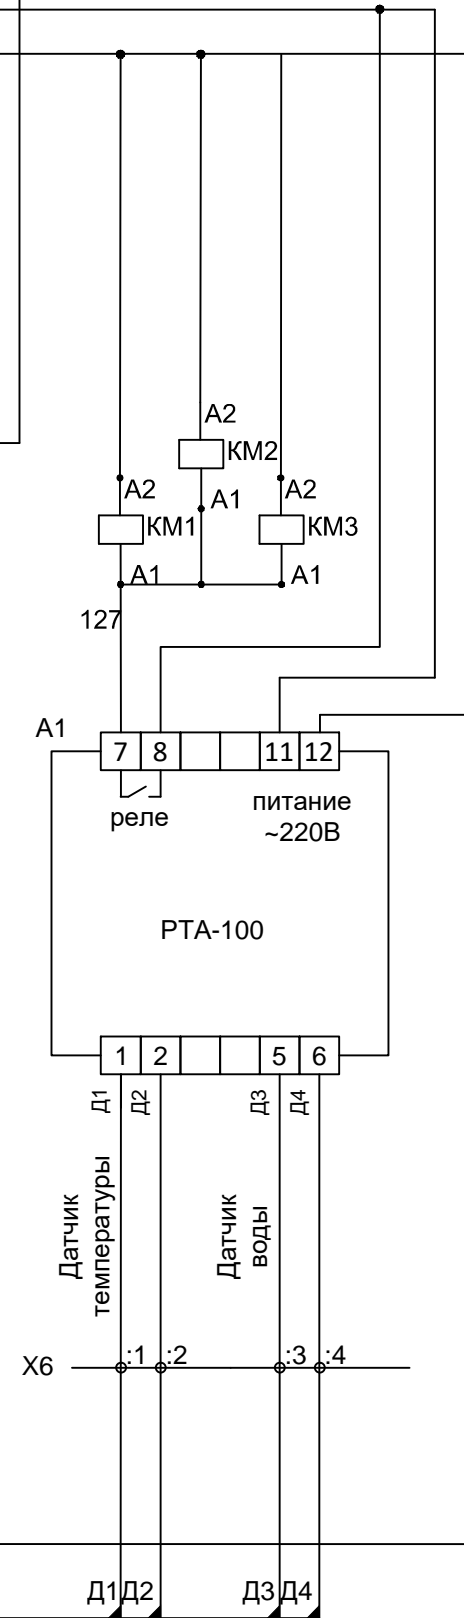 A2
KM2
A2
A1
A2
KM1
KM3
A1
A1
127
A1
7 8 11 12
реле
питание
~220В
РТА-100
1 2 5 6
Д1
Д2
Д3
Д4
Датчик
температуры
Датчик
воды
X6
:1
:2
:3
:4
Д1 Д2 Д3 Д4